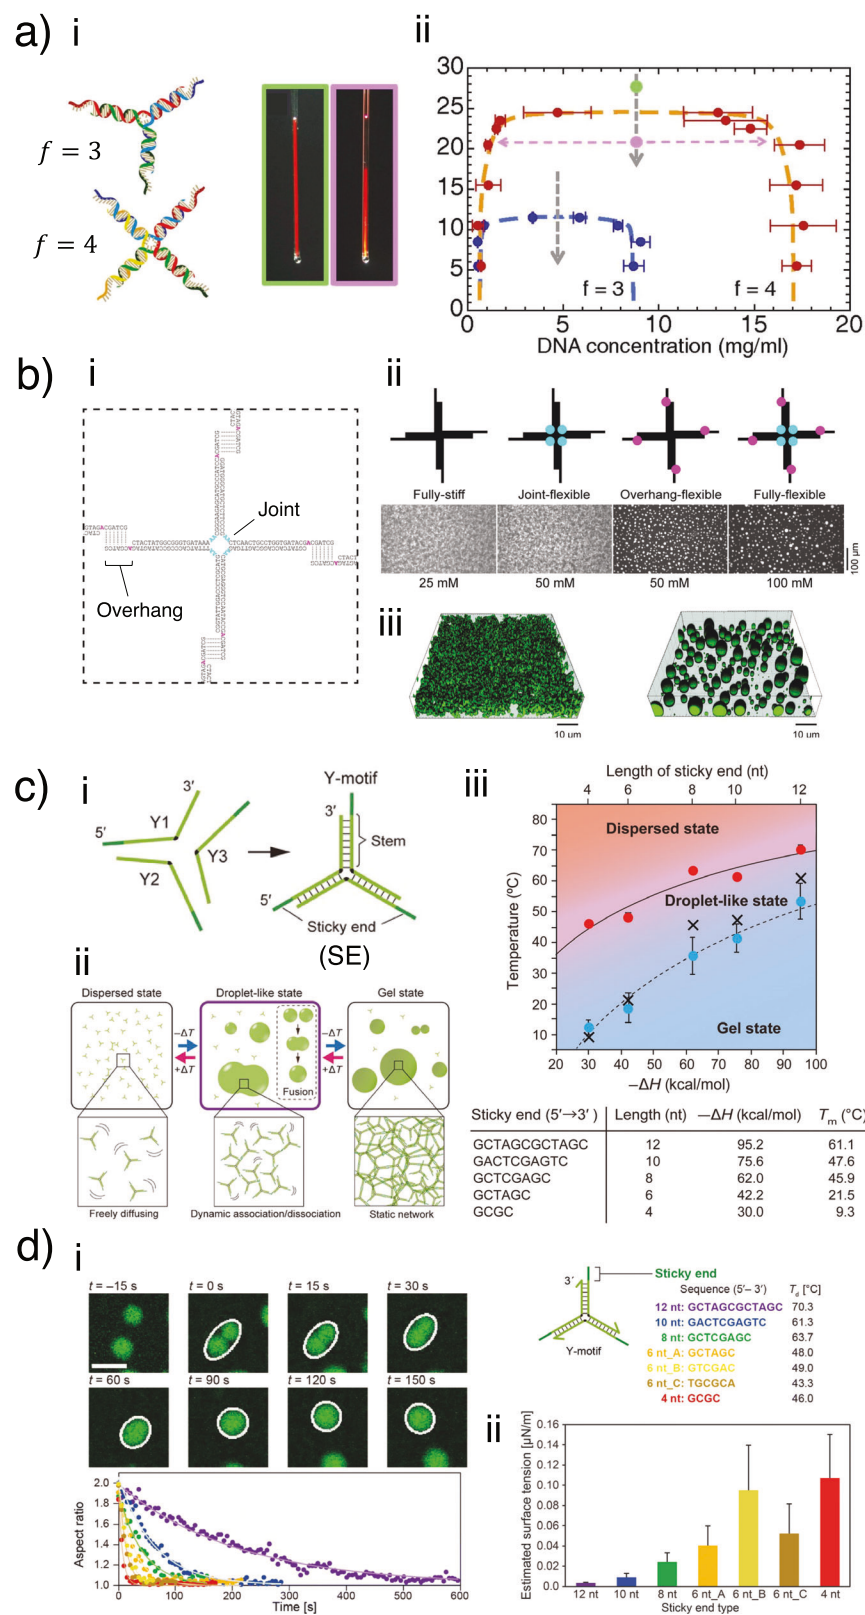 a)
i
ii
f = 3
f = 4
30
25
20
15
10
5
0
f = 3
f = 4
0
5
10
15
20
DNA concentration (mg/ml)
b)
i
ii
Joint
Overhang
Fully-stiff
Joint-flexible
Overhang-flexible
Fully-flexible
100 μm
25 mM
50 mM
50 mM
100 mM
iii
10 um
10 um
c)
i
3′
Y1
5′
Y2
Y3
Y-motif
3′
Stem
5′
Sticky end
(SE)
ii
Dispersed state
Droplet-like state
Gel state
−ΔT
+ΔT
−ΔT
+ΔT
Fusion
Freely diffusing
Dynamic association/dissociation
Static network
iii
Length of sticky end (nt)
4
6
8
10
12
Temperature (ºC)
80
70
60
50
40
30
20
10
Dispersed state
Droplet-like state
Gel state
20
30
40
50
60
70
80
90
100
−ΔH (kcal/mol)
Sticky end (5′→3′ ) Length (nt) −ΔH (kcal/mol) Tm (°C)
GCTAGCGCTAGC 12 95.2 61.1
GACTCGAGTC 10 75.6 47.6
GCTCGAGC 8 62.0 45.9
GCTAGC 6 42.2 21.5
GCGC 4 30.0 9.3
d)
i
t = −15 s
t = 0 s
t = 15 s
t = 30 s
t = 60 s
t = 90 s
t = 120 s
t = 150 s
Aspect ratio
2.0
1.8
1.6
1.4
1.2
1.0
0
100
200
300
400
500
600
Time [s]
3′
Sticky end
Y-motif
Sequence (5′– 3′) Td [°C]
12 nt: GCTAGCGCTAGC 70.3
10 nt: GACTCGAGTC 61.3
8 nt: GCTCGAGC 63.7
6 nt_A: GCTAGC 48.0
6 nt_B: GTCGAC 49.0
6 nt_C: TGCGCA 43.3
4 nt: GCGC 46.0
ii
Estimated surface tension [μN/m]
0.16
0.14
0.12
0.10
0.08
0.06
0.04
0.02
0.0
12 nt
10 nt
8 nt
6 nt_A
6 nt_B
6 nt_C
4 nt
Sticky end type